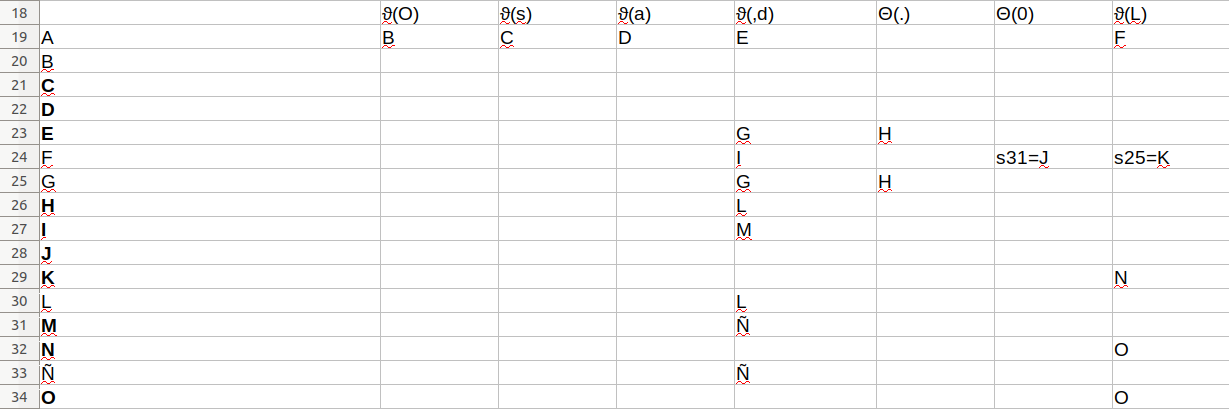 18 ϑ(O) ϑ(s) ϑ(a) ϑ(,d) Θ(.) Θ(0) ϑ(L)
19 A B C D E F
20 B
21 C
22 D
23 E G H
24 F I s31=J s25=K
25 G G H
26 H L
27 I M
28 J
29 K N
30 L L
31 M Ñ
32 N O
33 Ñ Ñ
34 O O